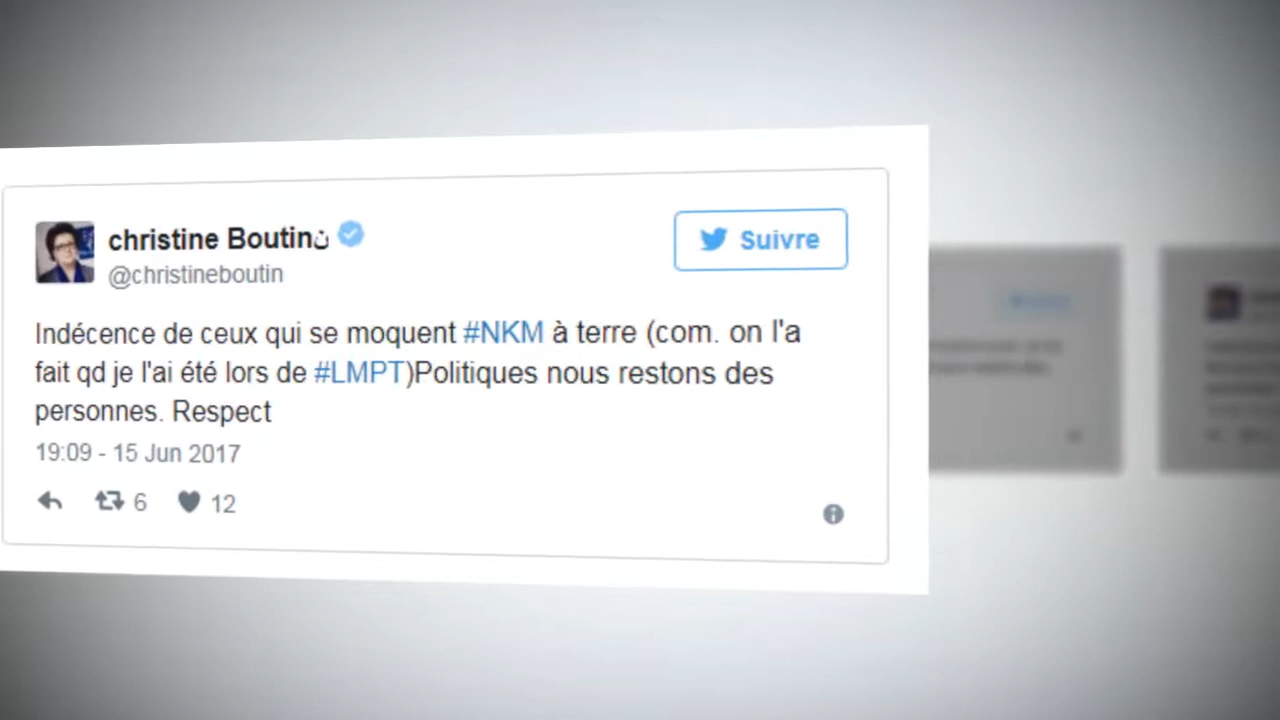 christine Boutinن
@christineboutin
Suivre
Indécence de ceux qui se moquent #NKM à terre (com. on l'a
fait qd je l'ai été lors de #LMPT)Politiques nous restons des
personnes. Respect
19:09 - 15 Jun 2017
6 12